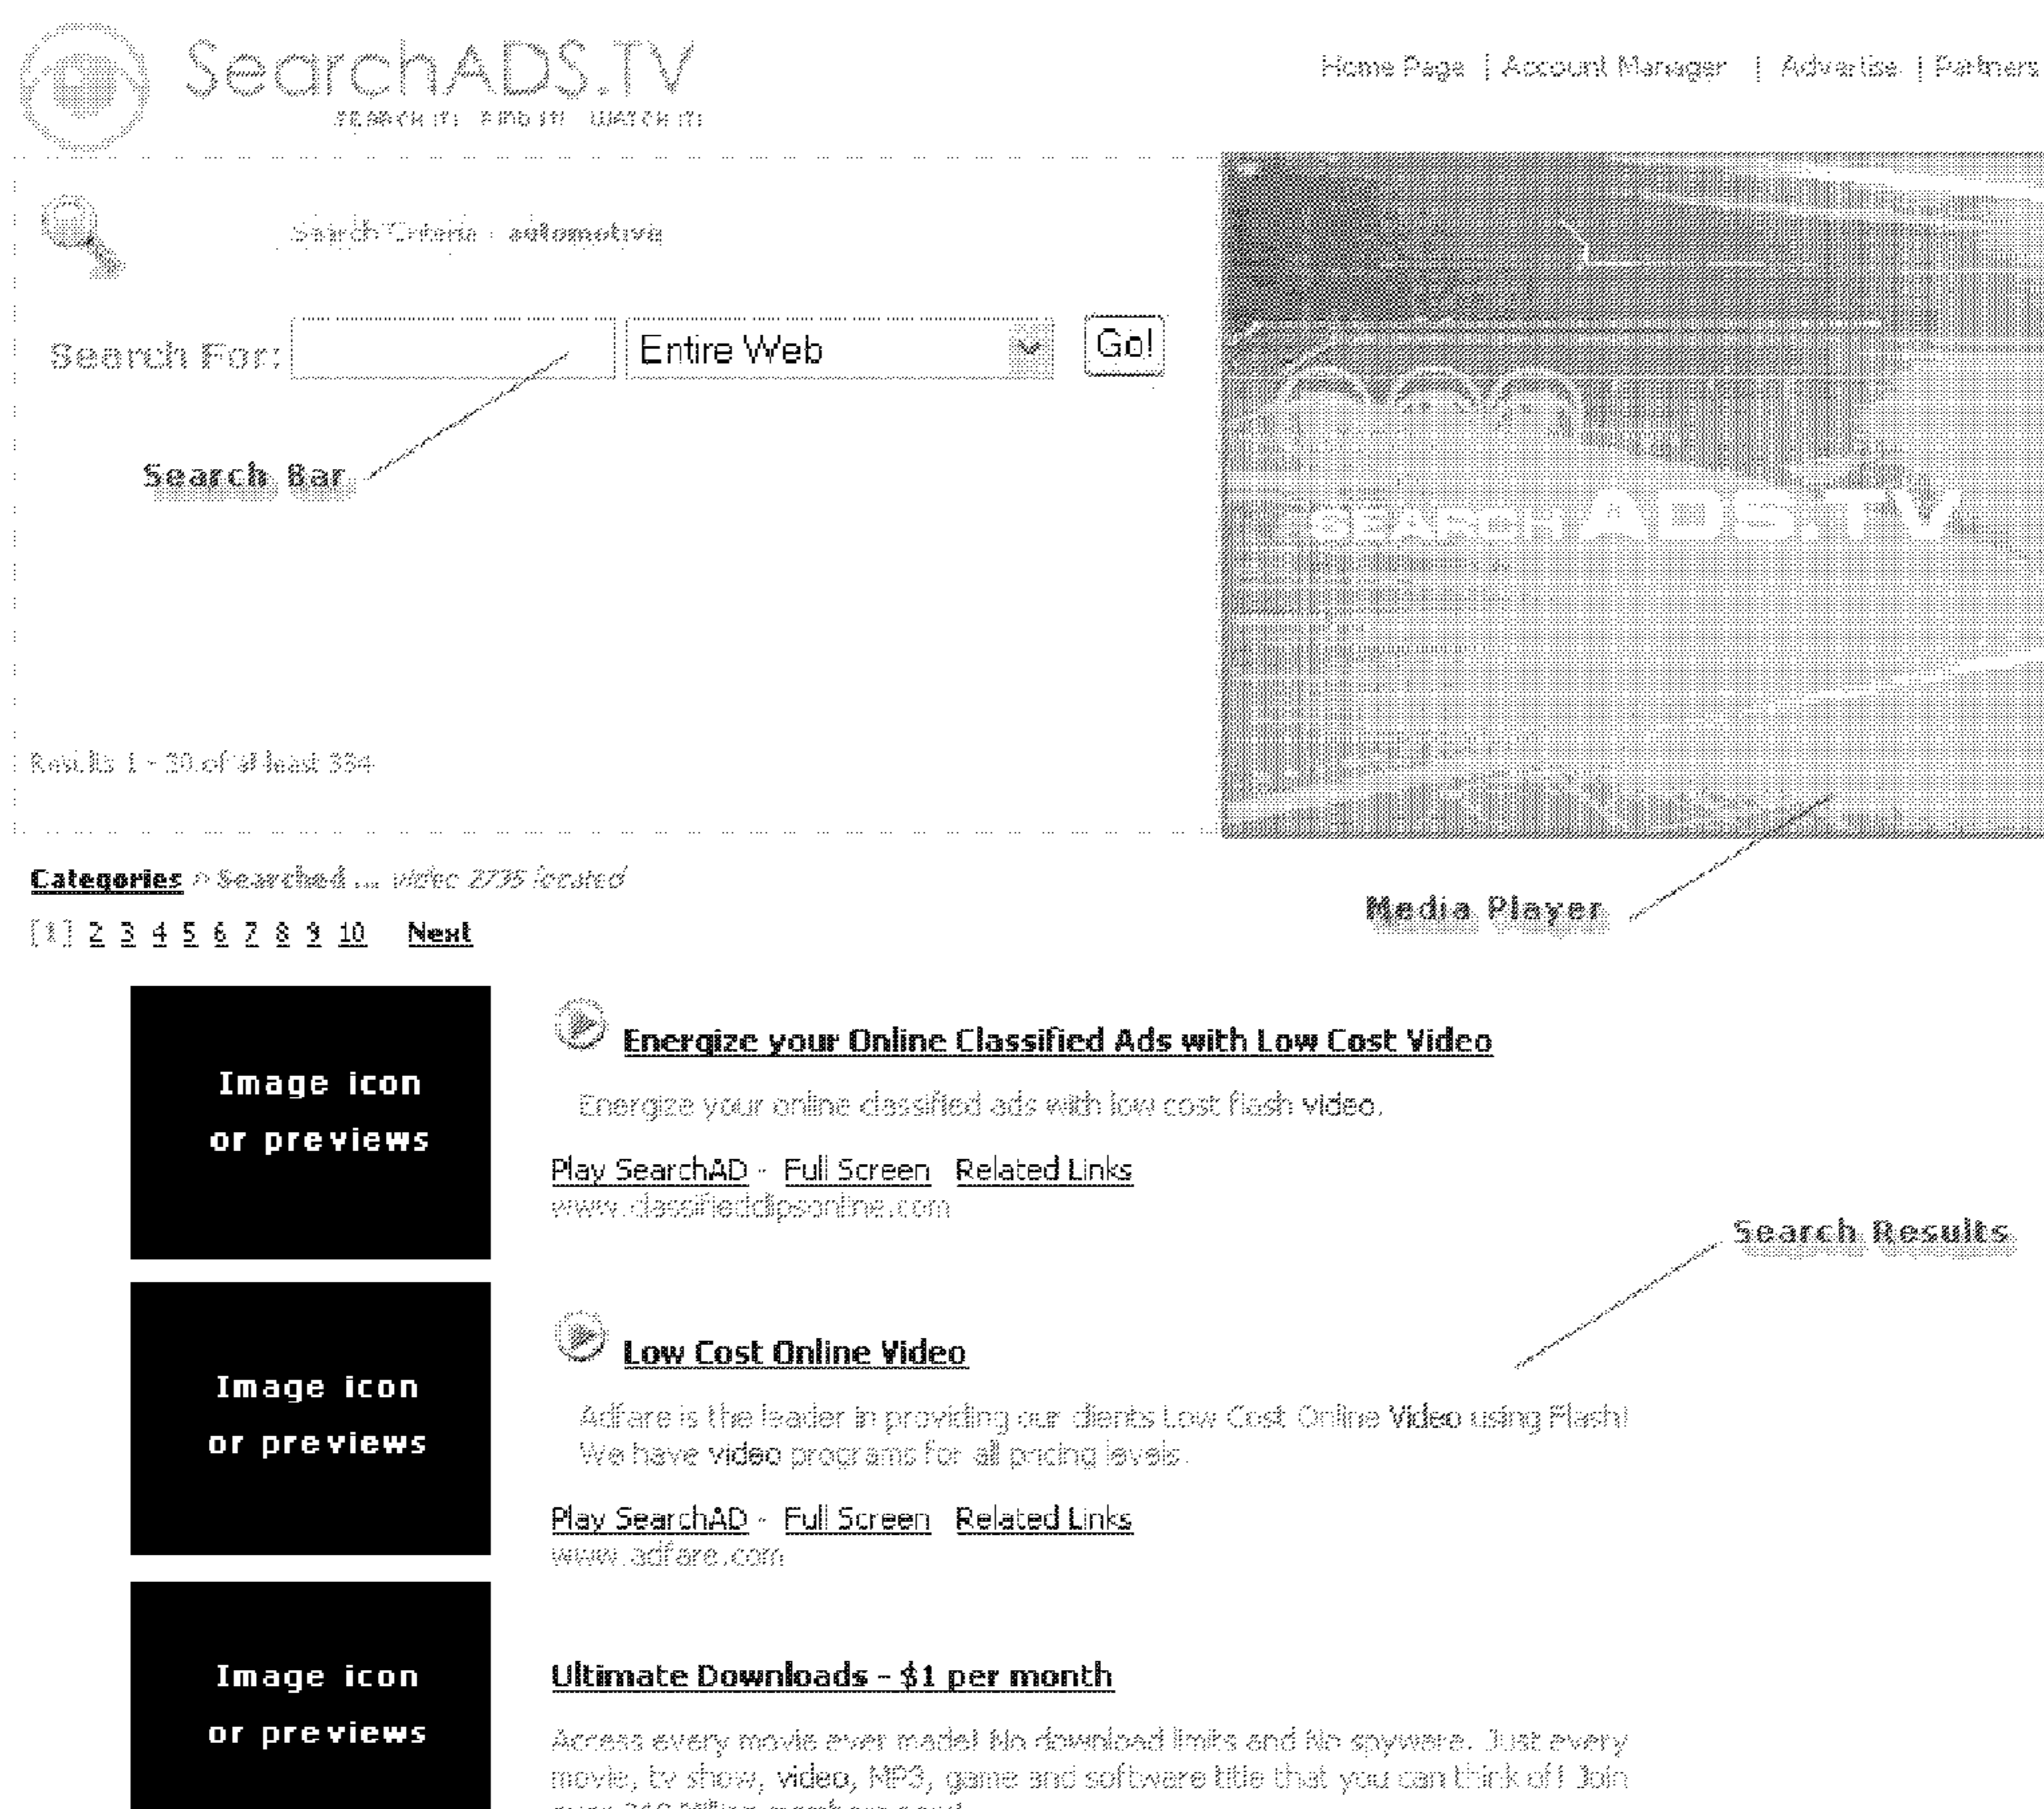 SearchADS.TV
SEARCH IT! FIND IT! WATCH IT!
Home Page | Account Manager | Advertise | Partners
Search Criteria : automotive
Search For: Entire Web Go!
Search Bar
SEARCH ADS.TV
Results 1 - 30 of at least 334
Categories > Searched ... video 2735 located
Media Player
[1] 2 3 4 5 6 7 8 9 10 Next
Image icon
or previews
Energize your Online Classified Ads with Low Cost Video
Energize your online classified ads with low cost flash video.
Play SearchAD - Full Screen Related Links
www.classifiedclipsonline.com
Search Results
Image icon
or previews
Low Cost Online Video
Adfare is the leader in providing our clients Low Cost Online Video using Flash!
We have video programs for all pricing levels.
Play SearchAD - Full Screen Related Links
www.adfare.com
Image icon
or previews
Ultimate Downloads - $1 per month
Access every movie ever made! No download limits and No spyware. Just every
movie, tv show, video, MP3, game and software title that you can think of! Join